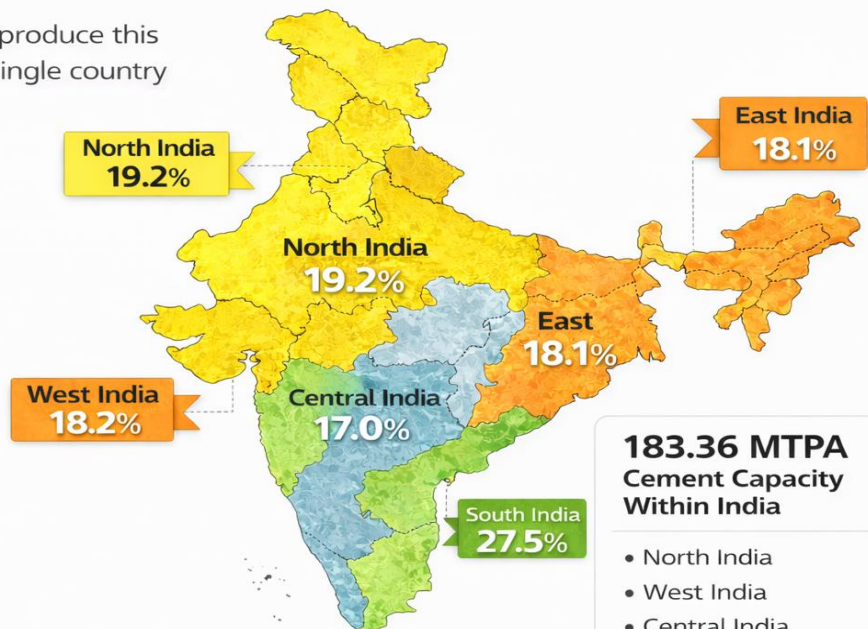 produce this
ingle country
North India
19.2%
East India
18.1%
North India
19.2%
East
18.1%
West India
18.2%
Central India
17.0%
183.36 MTPA
Cement Capacity
Within India
South India
27.5%
• North India
• West India
• Central India